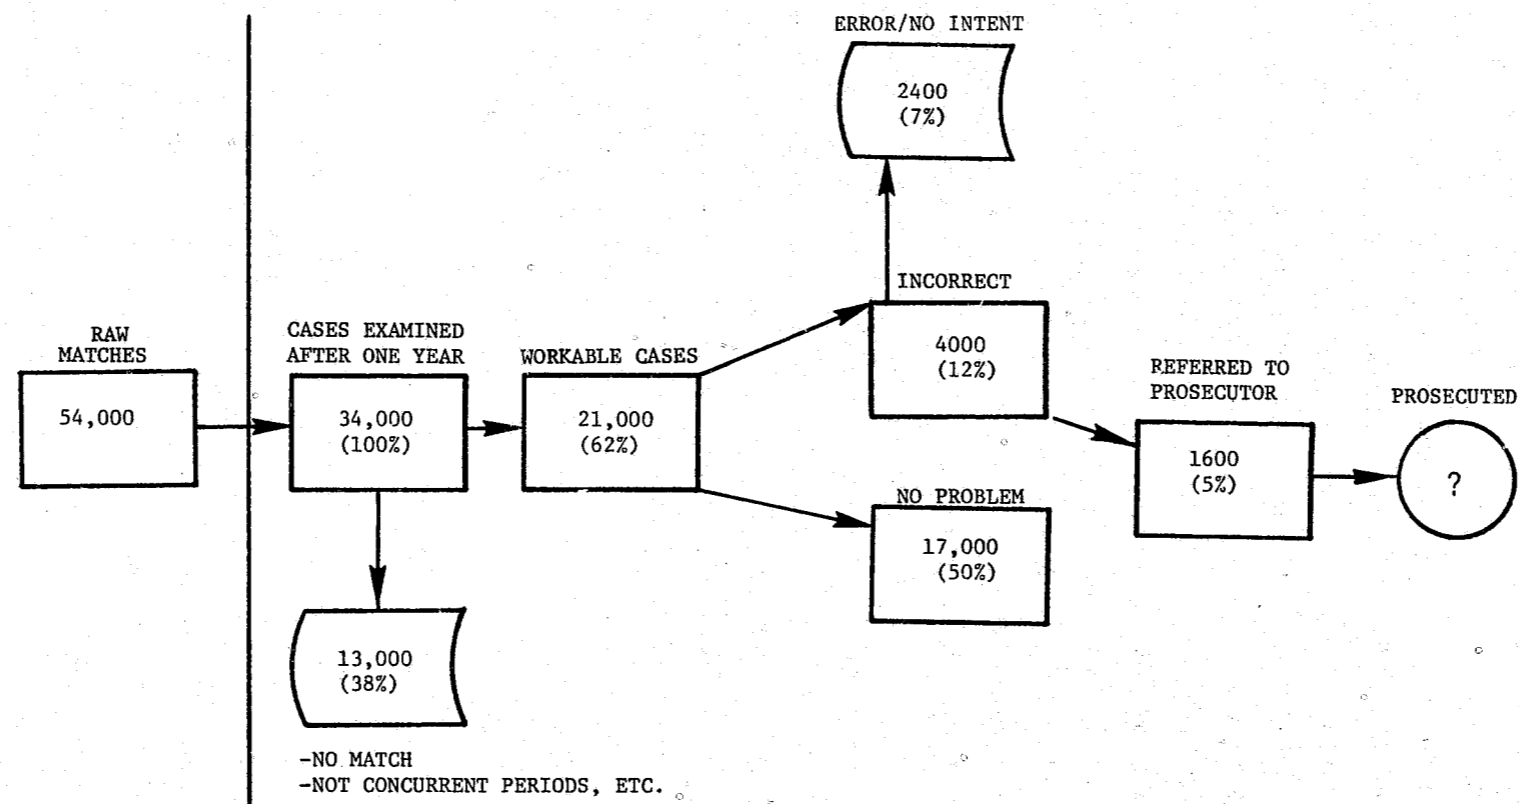 RAW
MATCHES
54,000
CASES EXAMINED
AFTER ONE YEAR
34,000
(100%)
13,000
(38%)
-NO MATCH
-NOT CONCURRENT PERIODS, ETC.
WORKABLE CASES
21,000
(62%)
ERROR/NO INTENT
2400
(7%)
INCORRECT
4000
(12%)
NO PROBLEM
17,000
(50%)
REFERRED TO
PROSECUTOR
1600
(5%)
PROSECUTED
?